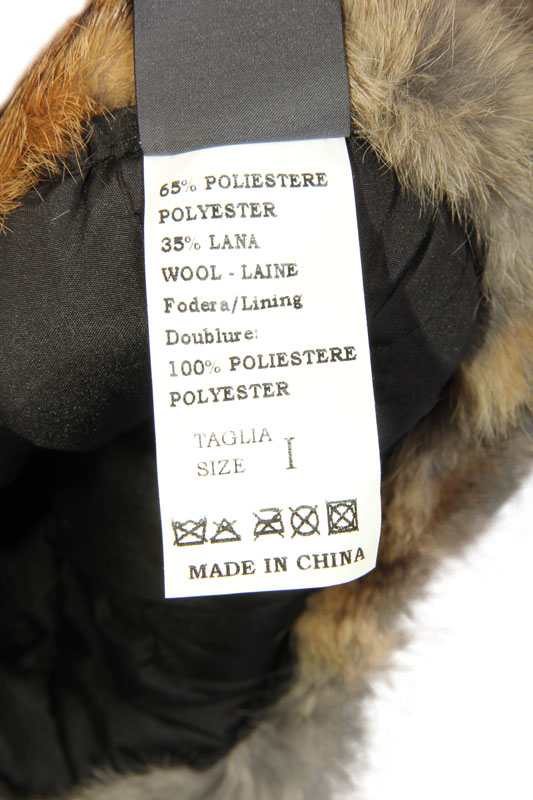 65% POLIESTERE
POLYESTER
35% LANA
WOOL - LAINE
Fodera/Lining
Doublure:
100% POLIESTERE
POLYESTER
TAGLIA
SIZE I
MADE IN CHINA